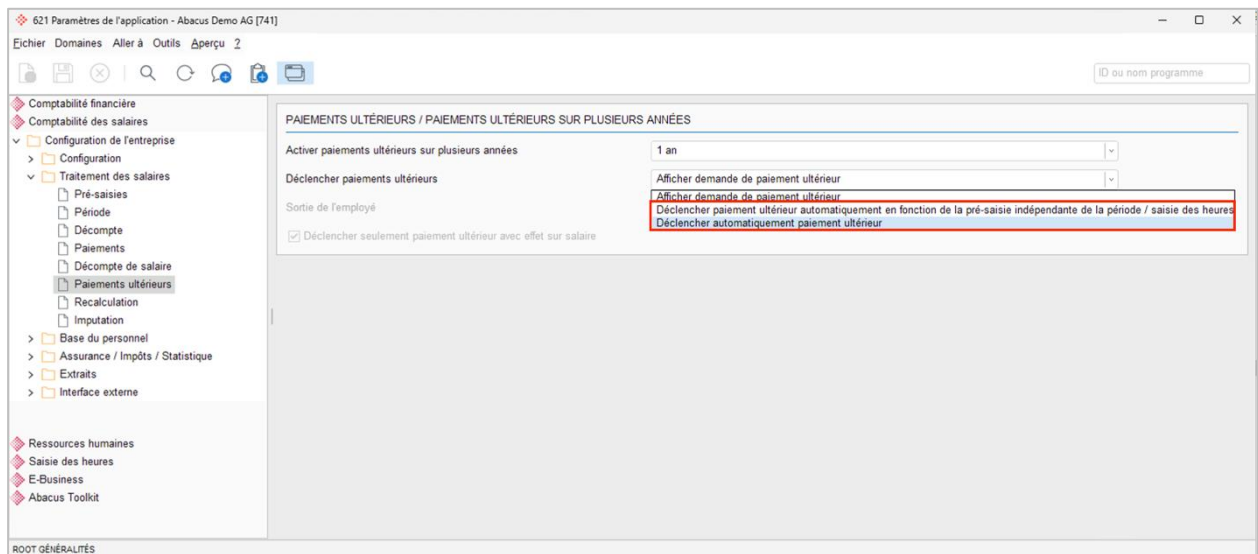 621 Paramètres de l'application - Abacus Demo AG [741]
Fichier Domaines Aller à Outils Aperçu ?
ID ou nom programme
Comptabilité financière
Comptabilité des salaires
Configuration de l'entreprise
Configuration
Traitement des salaires
Pré-saisies
Période
Décompte
Paiements
Décompte de salaire
Paiements ultérieurs
Recalculation
Imputation
Base du personnel
Assurance / Impôts / Statistique
Extraits
Interface externe
Ressources humaines
Saisie des heures
E-Business
Abacus Toolkit
PAIEMENTS ULTÉRIEURS / PAIEMENTS ULTÉRIEURS SUR PLUSIEURS ANNÉES
Activer paiements ultérieurs sur plusieurs années 1 an
Déclencher paiements ultérieurs Afficher demande de paiement ultérieur
Afficher demande de paiement ultérieur
Sortie de l'employé Déclencher paiement ultérieur automatiquement en fonction de la pré-saisie indépendante de la période / saisie des heures
Déclencher automatiquement paiement ultérieur
Déclencher seulement paiement ultérieur avec effet sur salaire
ROOT GÉNÉRALITÉS